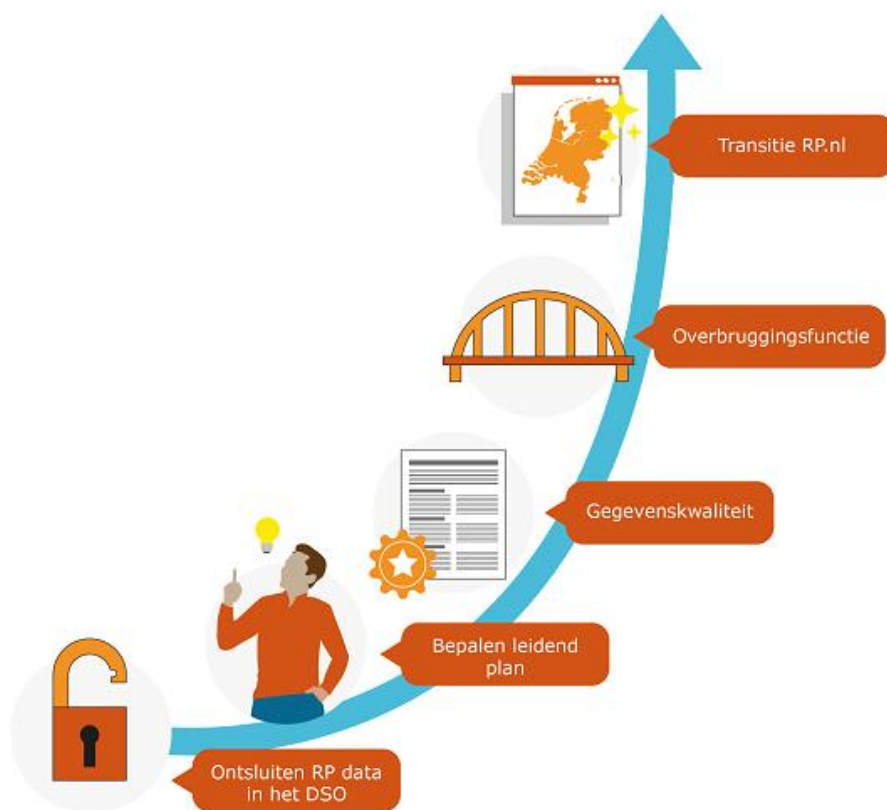 Transitie RP.nl
Overbruggingsfunctie
Gegevenskwaliteit
Bepalen leidend
plan
Ontsluiten RP data
in het DSO